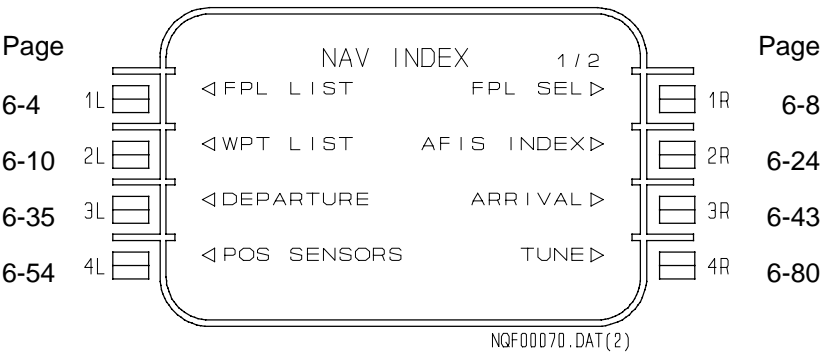 NAV INDEX 1/2
Page Page
6-4 1L ◁FPL LIST FPL SEL▷ 1R 6-8
6-10 2L ◁WPT LIST AFIS INDEX▷ 2R 6-24
6-35 3L ◁DEPARTURE ARRIVAL▷ 3R 6-43
6-54 4L ◁POS SENSORS TUNE▷ 4R 6-80
NQF00070.DAT(2)